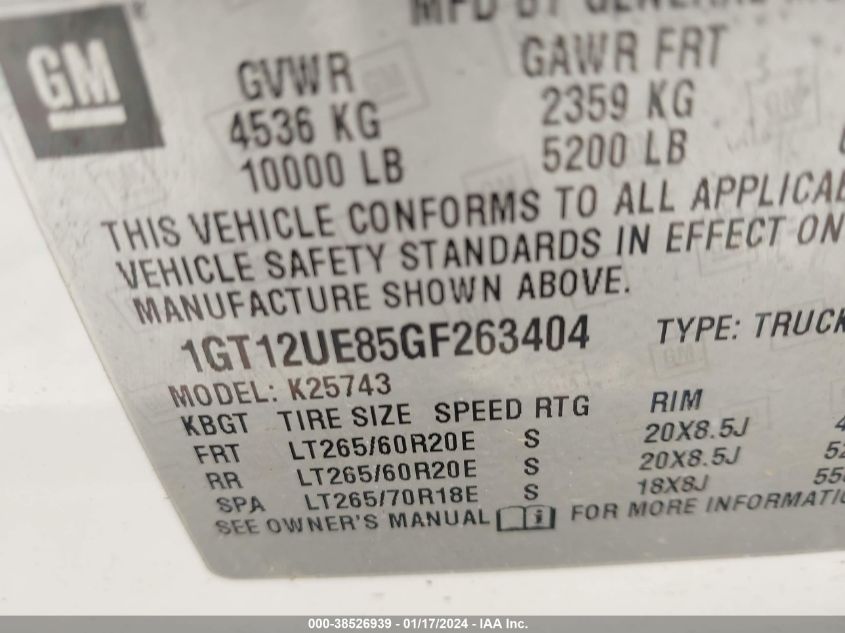 MFD BY GENERAL
GM
GVWR GAWR FRT
4536 KG 2359 KG
10000 LB 5200 LB
THIS VEHICLE CONFORMS TO ALL
VEHICLE SAFETY STANDARDS IN EFFECT ON
MANUFACTURE SHOWN ABOVE.
1GT12UE85GF263404 TYPE: TRUCK
MODEL: K25743
KBGT TIRE SIZE SPEED RTG RIM
FRT LT265/60R20E S 20X8.5J
RR LT265/60R20E S 20X8.5J
SPA LT265/70R18E S 18X8J
SEE OWNER'S MANUAL i FOR MORE
000-38526939 - 01/17/2024 - IAA Inc.